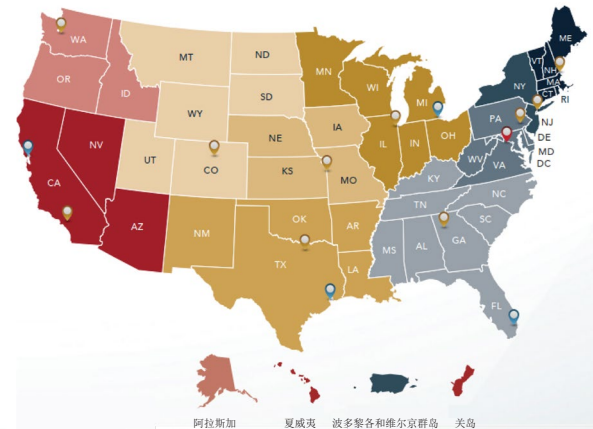 WA
OR
ID
MT
ND
SD
WY
NE
UT
CO
KS
NV
CA
AZ
NM
OK
TX
MN
WI
MI
IA
IL
IN
OH
MO
AR
LA
KY
TN
MS
AL
GA
NC
SC
FL
ME
VT
NH
MA
CT
RI
NY
PA
NJ
DE
MD
DC
WV
VA
阿拉斯加
夏威夷
波多黎各和维尔京群岛
关岛